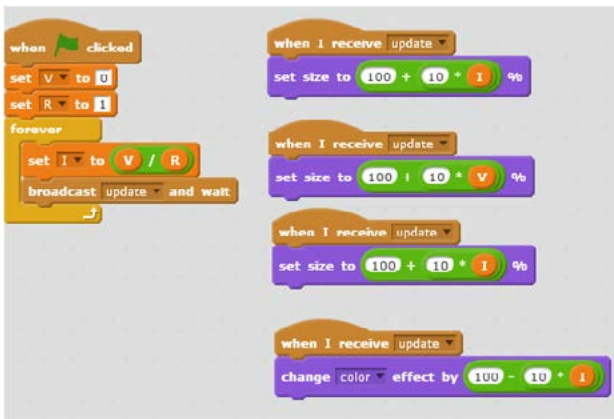 when clicked
set V to 0
set R to 1
forever
set I to V / R
broadcast update and wait
when I receive update
set size to 100 + 10 * I %
when I receive update
set size to 100 + 10 * V %
when I receive update
set size to 100 + 10 * I %
when I receive update
change color effect by 100 - 10 * I